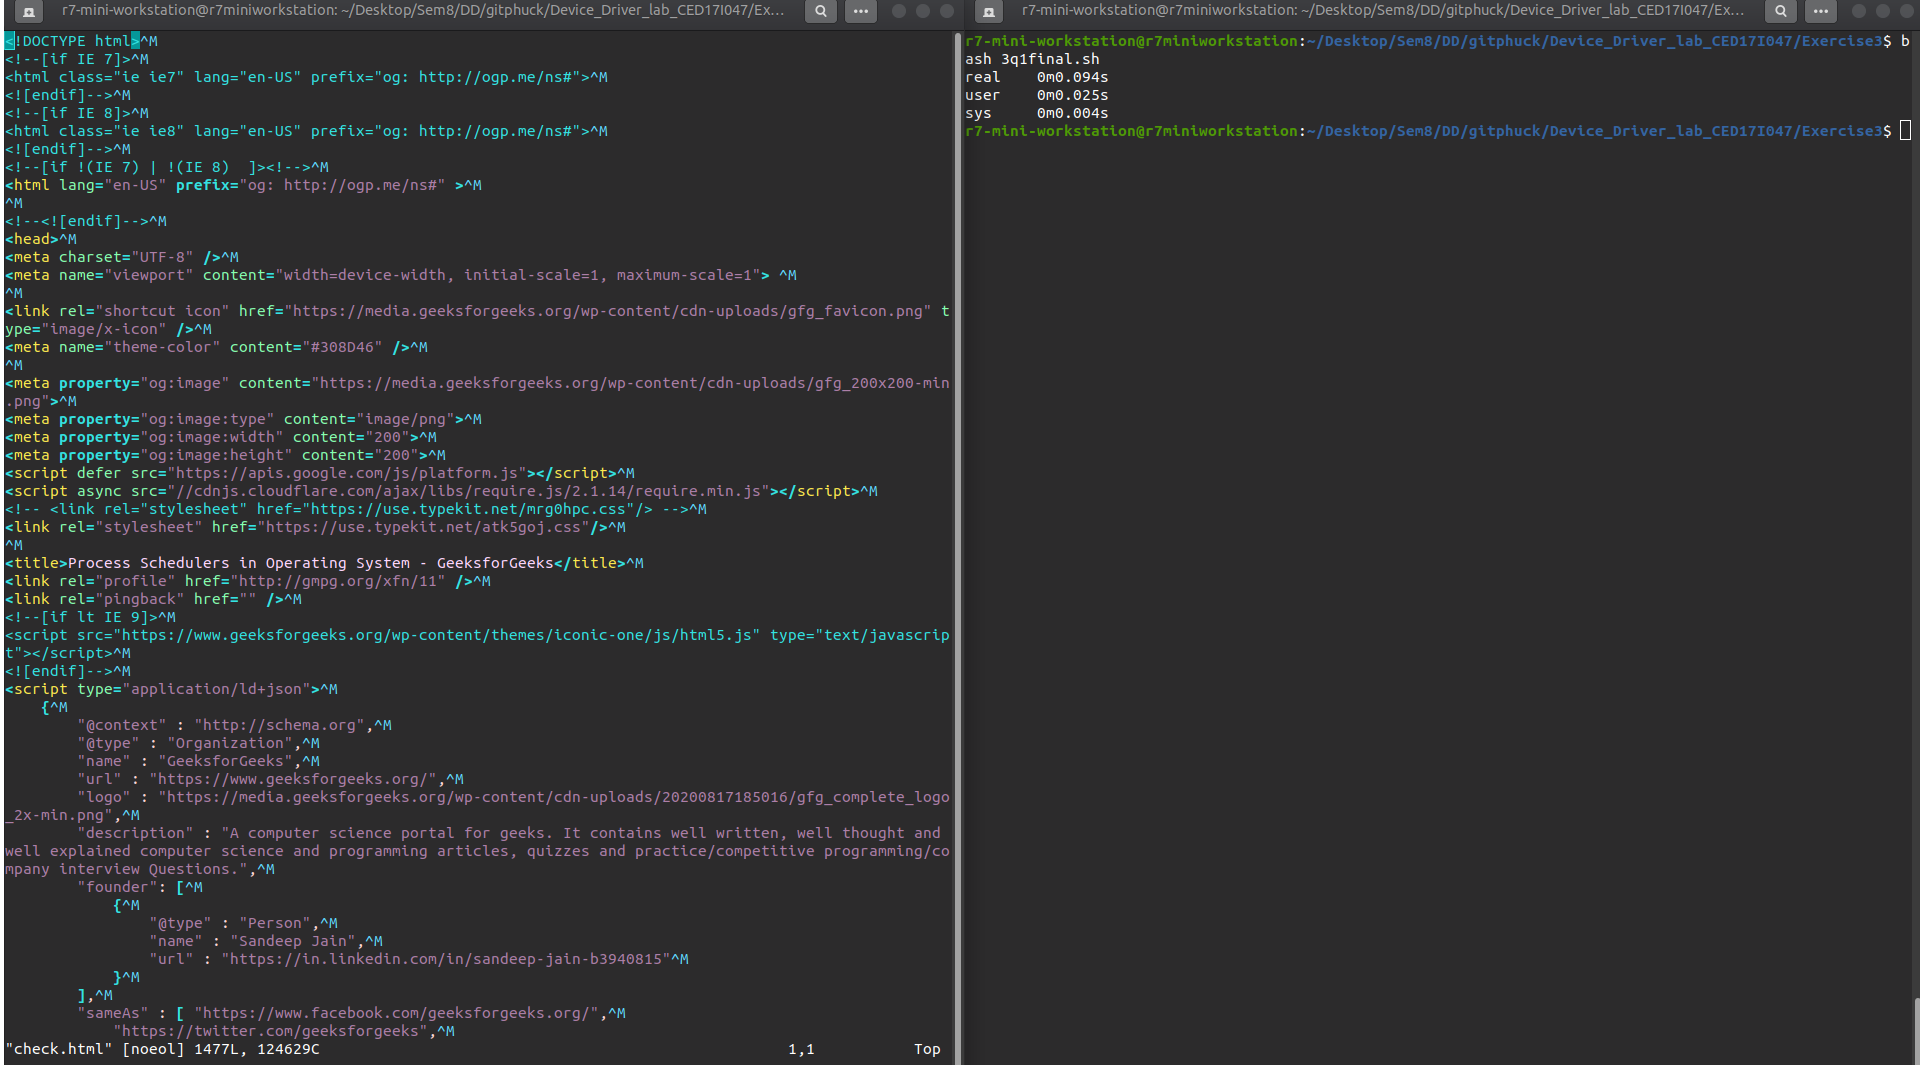 r7-mini-workstation@r7miniworkstation: ~/Desktop/Sem8/DD/gitphuck/Device_Driver_lab_CED17I047/Ex...
<!DOCTYPE html>^M
<!--[if IE 7]>^M
<html class="ie ie7" lang="en-US" prefix="og: http://ogp.me/ns#">^M
<![endif]-->^M
<!--[if IE 8]>^M
<html class="ie ie8" lang="en-US" prefix="og: http://ogp.me/ns#">^M
<![endif]-->^M
<!--[if !(IE 7) | !(IE 8)  ]><!-->^M
<html lang="en-US" prefix="og: http://ogp.me/ns#" >^M
^M
<!--<![endif]-->^M
<head>^M
<meta charset="UTF-8" />^M
<meta name="viewport" content="width=device-width, initial-scale=1, maximum-scale=1"> ^M
^M
<link rel="shortcut icon" href="https://media.geeksforgeeks.org/wp-content/cdn-uploads/gfg_favicon.png" t
ype="image/x-icon" />^M
<meta name="theme-color" content="#308D46" />^M
^M
<meta property="og:image" content="https://media.geeksforgeeks.org/wp-content/cdn-uploads/gfg_200x200-min
.png">^M
<meta property="og:image:type" content="image/png">^M
<meta property="og:image:width" content="200">^M
<meta property="og:image:height" content="200">^M
<script defer src="https://apis.google.com/js/platform.js"></script>^M
<script async src="//cdnjs.cloudflare.com/ajax/libs/require.js/2.1.14/require.min.js"></script>^M
<!-- <link rel="stylesheet" href="https://use.typekit.net/mrg0hpc.css"/> -->^M
<link rel="stylesheet" href="https://use.typekit.net/atk5goj.css"/>^M
^M
<title>Process Schedulers in Operating System - GeeksforGeeks</title>^M
<link rel="profile" href="http://gmpg.org/xfn/11" />^M
<link rel="pingback" href="" />^M
<!--[if lt IE 9]>^M
<script src="https://www.geeksforgeeks.org/wp-content/themes/iconic-one/js/html5.js" type="text/javascrip
t"></script>^M
<![endif]-->^M
<script type="application/ld+json">^M
    {^M
        "@context" : "http://schema.org",^M
        "@type" : "Organization",^M
        "name" : "GeeksforGeeks",^M
        "url" : "https://www.geeksforgeeks.org/",^M
        "logo" : "https://media.geeksforgeeks.org/wp-content/cdn-uploads/20200817185016/gfg_complete_logo
_2x-min.png",^M
        "description" : "A computer science portal for geeks. It contains well written, well thought and
well explained computer science and programming articles, quizzes and practice/competitive programming/co
mpany interview Questions.",^M
        "founder": [^M
            {^M
                "@type" : "Person",^M
                "name" : "Sandeep Jain",^M
                "url" : "https://in.linkedin.com/in/sandeep-jain-b3940815"^M
            }^M
        ],^M
        "sameAs" : [ "https://www.facebook.com/geeksforgeeks.org/",^M
            "https://twitter.com/geeksforgeeks",^M
"check.html" [noeol] 1477L, 124629C 1,1 Top
r7-mini-workstation@r7miniworkstation: ~/Desktop/Sem8/DD/gitphuck/Device_Driver_lab_CED17I047/Ex...
r7-mini-workstation@r7miniworkstation:~/Desktop/Sem8/DD/gitphuck/Device_Driver_lab_CED17I047/Exercise3$ b
ash 3q1final.sh
real    0m0.094s
user    0m0.025s
sys     0m0.004s
r7-mini-workstation@r7miniworkstation:~/Desktop/Sem8/DD/gitphuck/Device_Driver_lab_CED17I047/Exercise3$